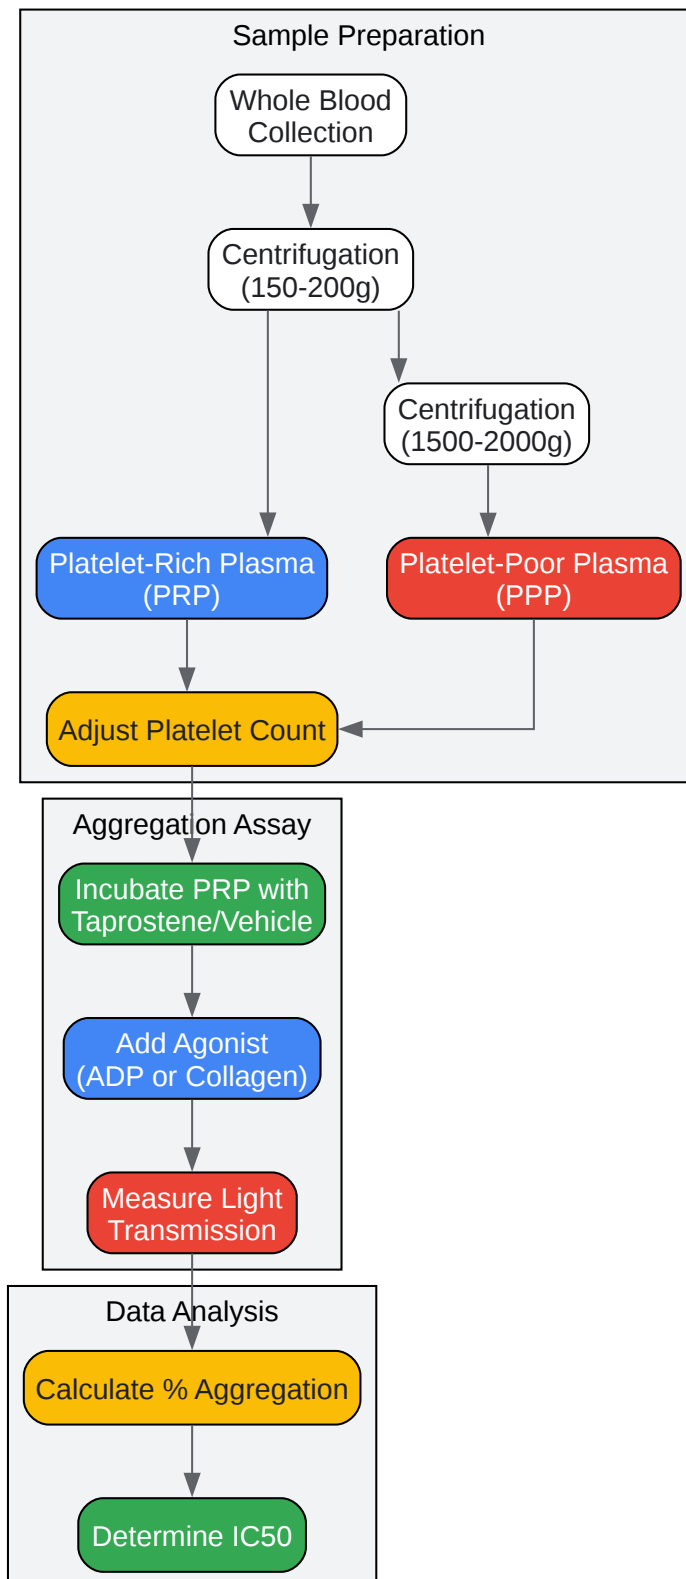 Sample Preparation
Whole Blood
Collection
Centrifugation
(150-200g)
Centrifugation
(1500-2000g)
Platelet-Rich Plasma
(PRP)
Platelet-Poor Plasma
(PPP)
Adjust Platelet Count
Aggregation Assay
Incubate PRP with
Taprostene/Vehicle
Add Agonist
(ADP or Collagen)
Measure Light
Transmission
Data Analysis
Calculate % Aggregation
Determine IC50